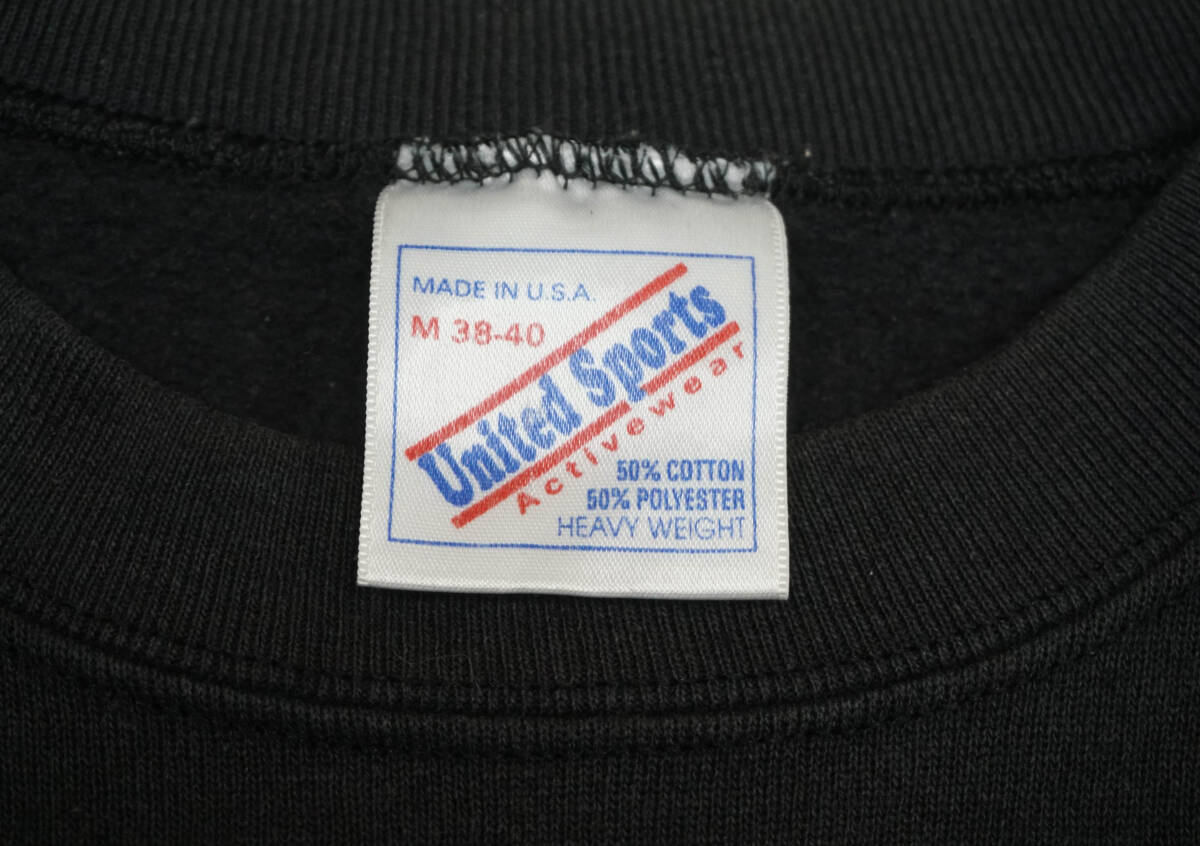 MADE IN U.S.A.
M 38-40
United Sports
Activewear
50% COTTON
50% POLYESTER
HEAVY WEIGHT